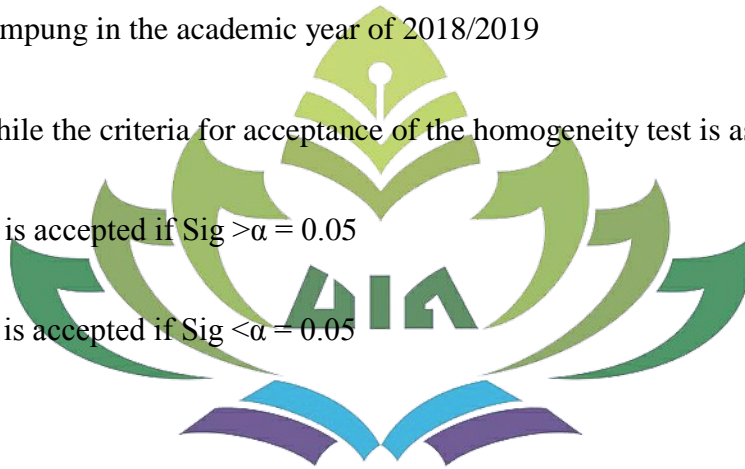 mpung in the academic year of 2018/2019
hile the criteria for acceptance of the homogeneity test is a
is accepted if Sig >α = 0.05
UIN
is accepted if Sig <α = 0.05